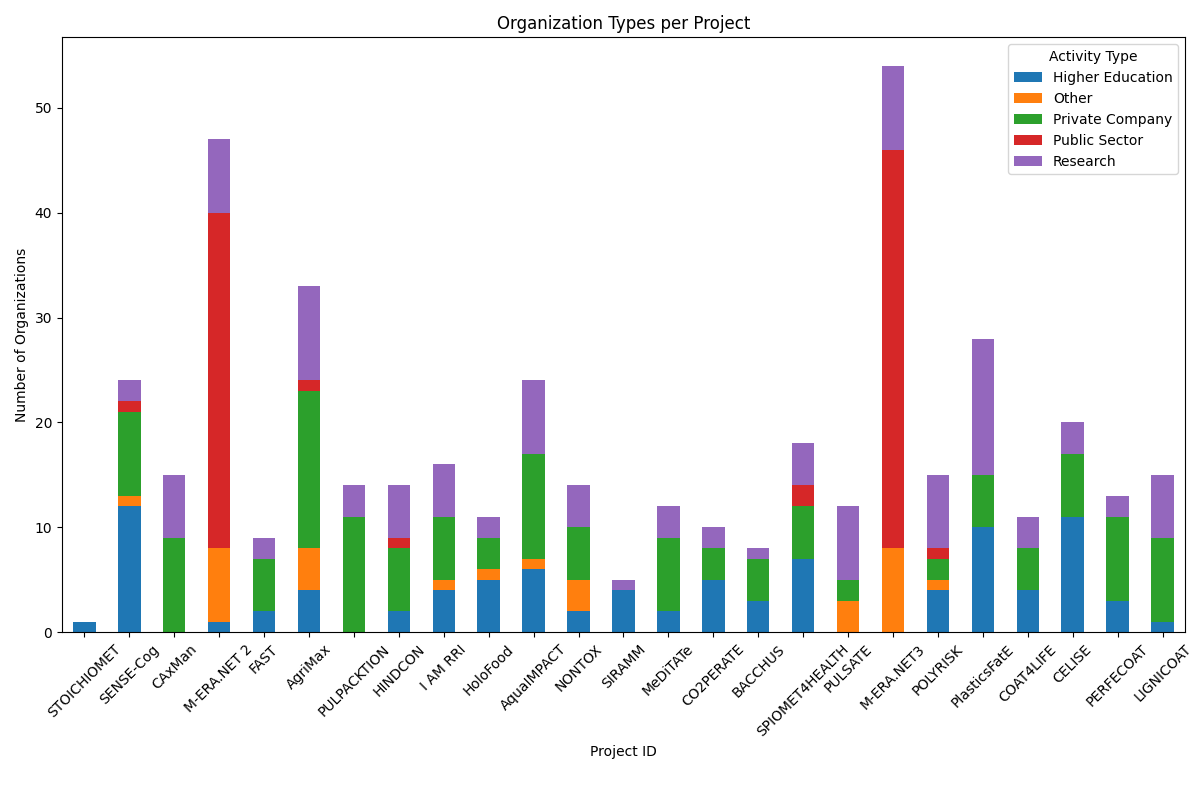 Organization Types per Project
Number of Organizations
50
40
30
20
10
0
Activity Type
Higher Education
Other
Private Company
Public Sector
Research
STOICHIOMET
SENSE-Cog
CAxMan
M-ERA.NET 2
FAST
AgriMax
PULPACKTION
HINDCON
I AM RRI
HoloFood
AquaIMPACT
NONTOX
SIRAMM
MeDiTATe
CO2PERATE
BACCHUS
SPIOMET4HEALTH
PULSATE
M-ERA.NET3
POLYRISK
PlasticsFatE
COAT4LIFE
CELISE
PERFECOAT
LIGNICOAT
Project ID